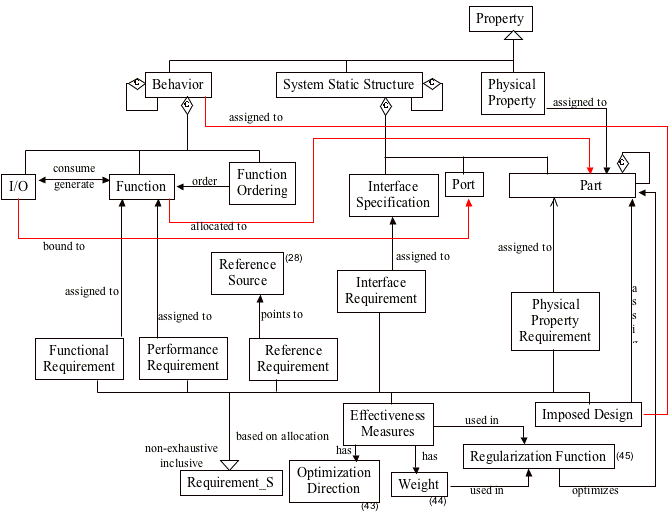 Property
C
Behavior
System Static Structure
C
Physical
Property
assigned to
C
C
assigned to
C
I/O
consume
generate
Function
order
Function
Ordering
Interface
Specification
Port
Part
allocated to
bound to
assigned to
assigned to
Reference
Source
(28)
Interface
Requirement
assigned to
assigned to
points to
Physical
Property
Requirement
a
s
s
i
Functional
Requirement
Performance
Requirement
Reference
Requirement
Effectiveness
Measures
used in
Imposed Design
based on allocation
non-exhaustive
inclusive
has
has
Regularization Function
(45)
Requirement_S
Optimization
Direction
(43)
Weight
(44)
used in
optimizes